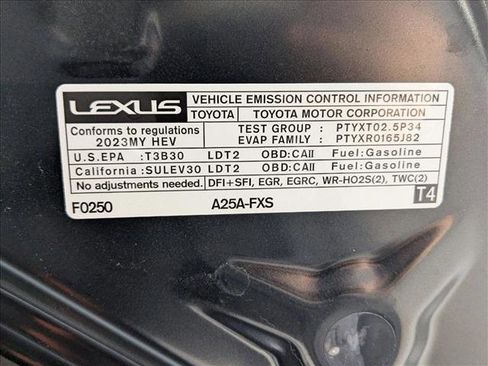 LEXUS VEHICLE EMISSION CONTROL INFORMATION
TOYOTA TOYOTA MOTOR CORPORATION
Conforms to regulations TEST GROUP : PTYXT02.5P34
2023MY HEV EVAP FAMILY : PTYXR0165J82
U.S.EPA : T3B30 LDT2 OBD:CAII Fuel:Gasoline
California:SULEV30 LDT2 OBD:CAII Fuel:Gasoline
No adjustments needed. DFI+SFI, EGR, EGRC, WR-HO2S(2), TWC(2)
F0250 A25A-FXS T4